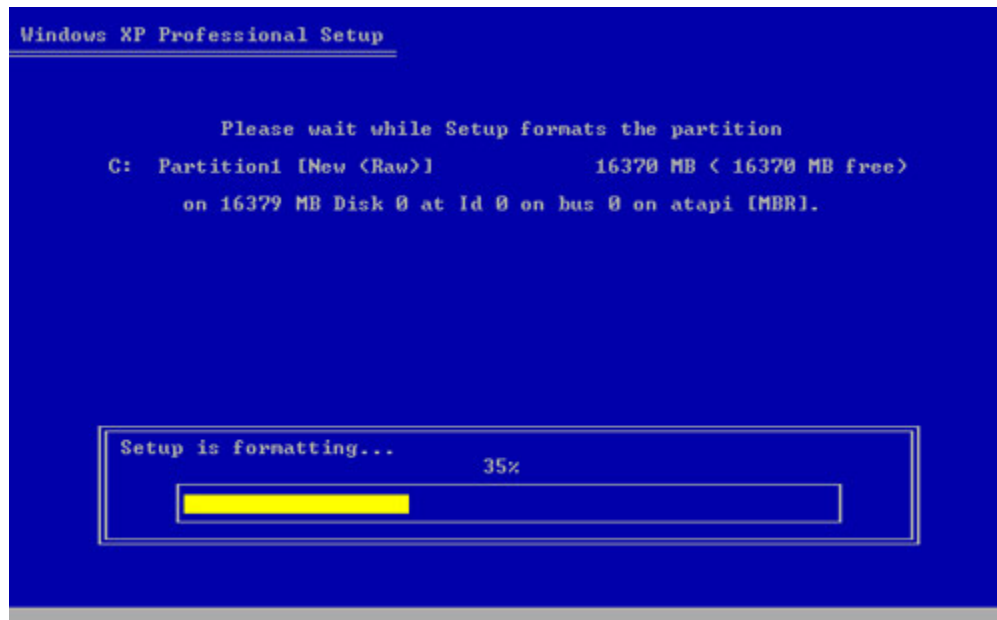 Windows XP Professional Setup
Please wait while Setup formats the partition
C: Partition1 [New (Raw)] 16370 MB ( 16370 MB free)
on 16379 MB Disk 0 at Id 0 on bus 0 on atapi [MBR].
Setup is formatting...
35%